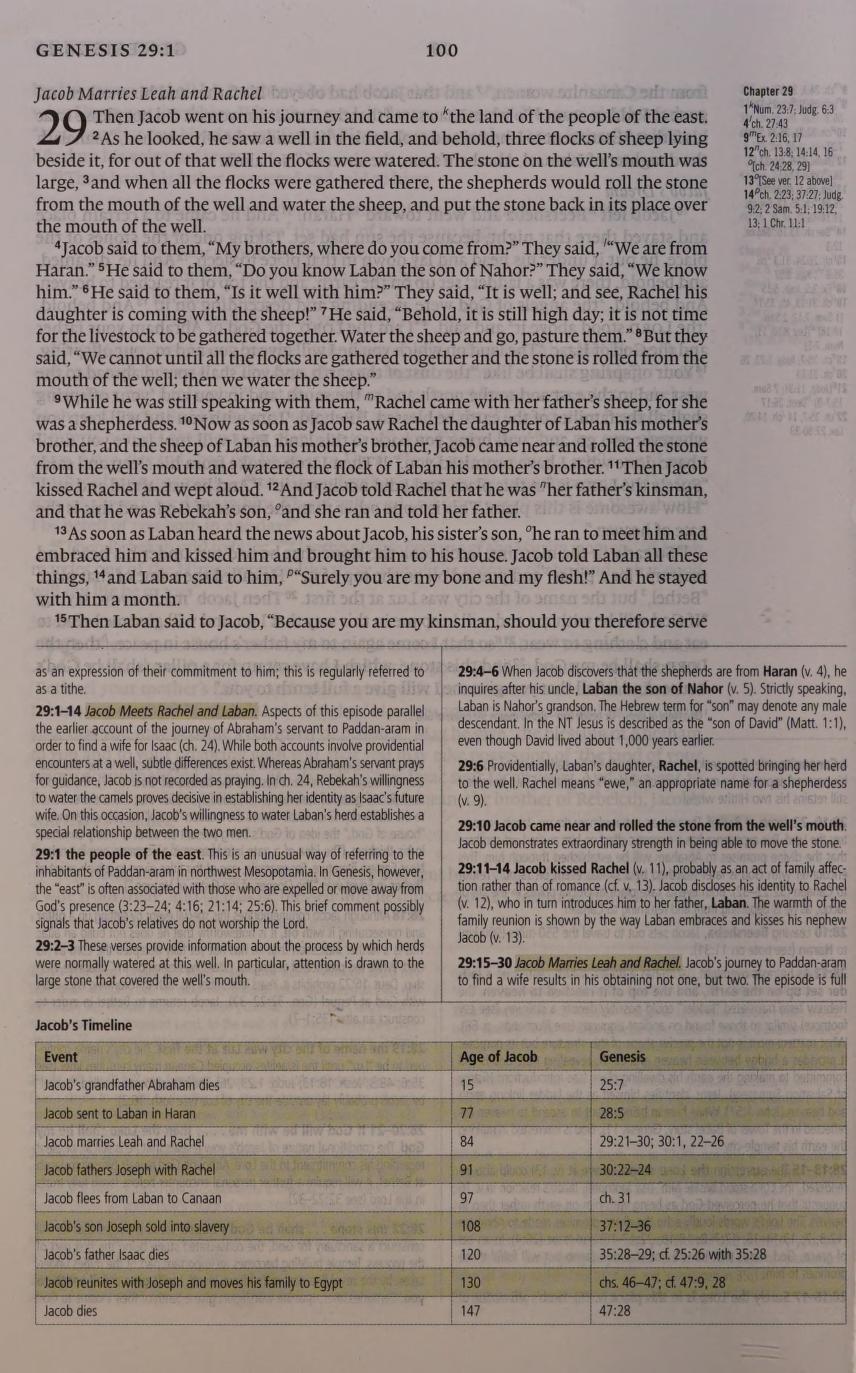 GENESIS 29:1
100
Jacob Marries Leah and Rachel
29 Then Jacob went on his journey and came to ᵏthe land of the people of the east.
²As he looked, he saw a well in the field, and behold, three flocks of sheep lying
beside it, for out of that well the flocks were watered. The stone on the well's mouth was
large, ³and when all the flocks were gathered there, the shepherds would roll the stone
from the mouth of the well and water the sheep, and put the stone back in its place over
the mouth of the well.
⁴Jacob said to them, “My brothers, where do you come from?” They said, ˡ“We are from
Haran.” ⁵He said to them, “Do you know Laban the son of Nahor?” They said, “We know
him.” ⁶He said to them, “Is it well with him?” They said, “It is well; and see, Rachel his
daughter is coming with the sheep!” ⁷He said, “Behold, it is still high day; it is not time
for the livestock to be gathered together. Water the sheep and go, pasture them.” ⁸But they
said, “We cannot until all the flocks are gathered together and the stone is rolled from the
mouth of the well; then we water the sheep.”
⁹While he was still speaking with them, ᵐRachel came with her father's sheep, for she
was a shepherdess. ¹⁰Now as soon as Jacob saw Rachel the daughter of Laban his mother's
brother, and the sheep of Laban his mother's brother, Jacob came near and rolled the stone
from the well's mouth and watered the flock of Laban his mother's brother. ¹¹Then Jacob
kissed Rachel and wept aloud. ¹²And Jacob told Rachel that he was ⁿher father's kinsman,
and that he was Rebekah's son, ᵒand she ran and told her father.
¹³As soon as Laban heard the news about Jacob, his sister's son, ᵒhe ran to meet him and
embraced him and kissed him and brought him to his house. Jacob told Laban all these
things, ¹⁴and Laban said to him, ᵖ“Surely you are my bone and my flesh!” And he stayed
with him a month.
¹⁵Then Laban said to Jacob, “Because you are my kinsman, should you therefore serve
Chapter 29
1ᵏNum. 23:7; Judg. 6:3
4ˡch. 27:43
9ᵐEx. 2:16, 17
12ⁿch. 13:8; 14:14, 16
ᵒ[ch. 24:28, 29]
13ᵒ[See ver. 12 above]
14ᵖch. 2:23; 37:27; Judg.
9:2; 2 Sam. 5:1; 19:12,
13; 1 Chr. 11:1
as an expression of their commitment to him; this is regularly referred to
as a tithe.
29:1–14 Jacob Meets Rachel and Laban. Aspects of this episode parallel
the earlier account of the journey of Abraham's servant to Paddan-aram in
order to find a wife for Isaac (ch. 24). While both accounts involve providential
encounters at a well, subtle differences exist. Whereas Abraham's servant prays
for guidance, Jacob is not recorded as praying. In ch. 24, Rebekah's willingness
to water the camels proves decisive in establishing her identity as Isaac's future
wife. On this occasion, Jacob's willingness to water Laban's herd establishes a
special relationship between the two men.
29:1 the people of the east. This is an unusual way of referring to the
inhabitants of Paddan-aram in northwest Mesopotamia. In Genesis, however,
the “east” is often associated with those who are expelled or move away from
God's presence (3:23–24; 4:16; 21:14; 25:6). This brief comment possibly
signals that Jacob's relatives do not worship the Lord.
29:2–3 These verses provide information about the process by which herds
were normally watered at this well. In particular, attention is drawn to the
large stone that covered the well's mouth.
29:4–6 When Jacob discovers that the shepherds are from Haran (v. 4), he
inquires after his uncle, Laban the son of Nahor (v. 5). Strictly speaking,
Laban is Nahor's grandson. The Hebrew term for “son” may denote any male
descendant. In the NT Jesus is described as the “son of David” (Matt. 1:1),
even though David lived about 1,000 years earlier.
29:6 Providentially, Laban's daughter, Rachel, is spotted bringing her herd
to the well. Rachel means “ewe,” an appropriate name for a shepherdess
(v. 9).
29:10 Jacob came near and rolled the stone from the well's mouth.
Jacob demonstrates extraordinary strength in being able to move the stone.
29:11–14 Jacob kissed Rachel (v. 11), probably as an act of family affec-
tion rather than of romance (cf. v. 13). Jacob discloses his identity to Rachel
(v. 12), who in turn introduces him to her father, Laban. The warmth of the
family reunion is shown by the way Laban embraces and kisses his nephew
Jacob (v. 13).
29:15–30 Jacob Marries Leah and Rachel. Jacob's journey to Paddan-aram
to find a wife results in his obtaining not one, but two. The episode is full
Jacob's Timeline
Event Age of Jacob Genesis
Jacob's grandfather Abraham dies 15 25:7
Jacob sent to Laban in Haran 77 28:5
Jacob marries Leah and Rachel 84 29:21–30; 30:1, 22–26
Jacob fathers Joseph with Rachel 91 30:22–24
Jacob flees from Laban to Canaan 97 ch. 31
Jacob's son Joseph sold into slavery 108 37:12–36
Jacob's father Isaac dies 120 35:28–29; cf. 25:26 with 35:28
Jacob reunites with Joseph and moves his family to Egypt 130 chs. 46–47; cf. 47:9, 28
Jacob dies 147 47:28